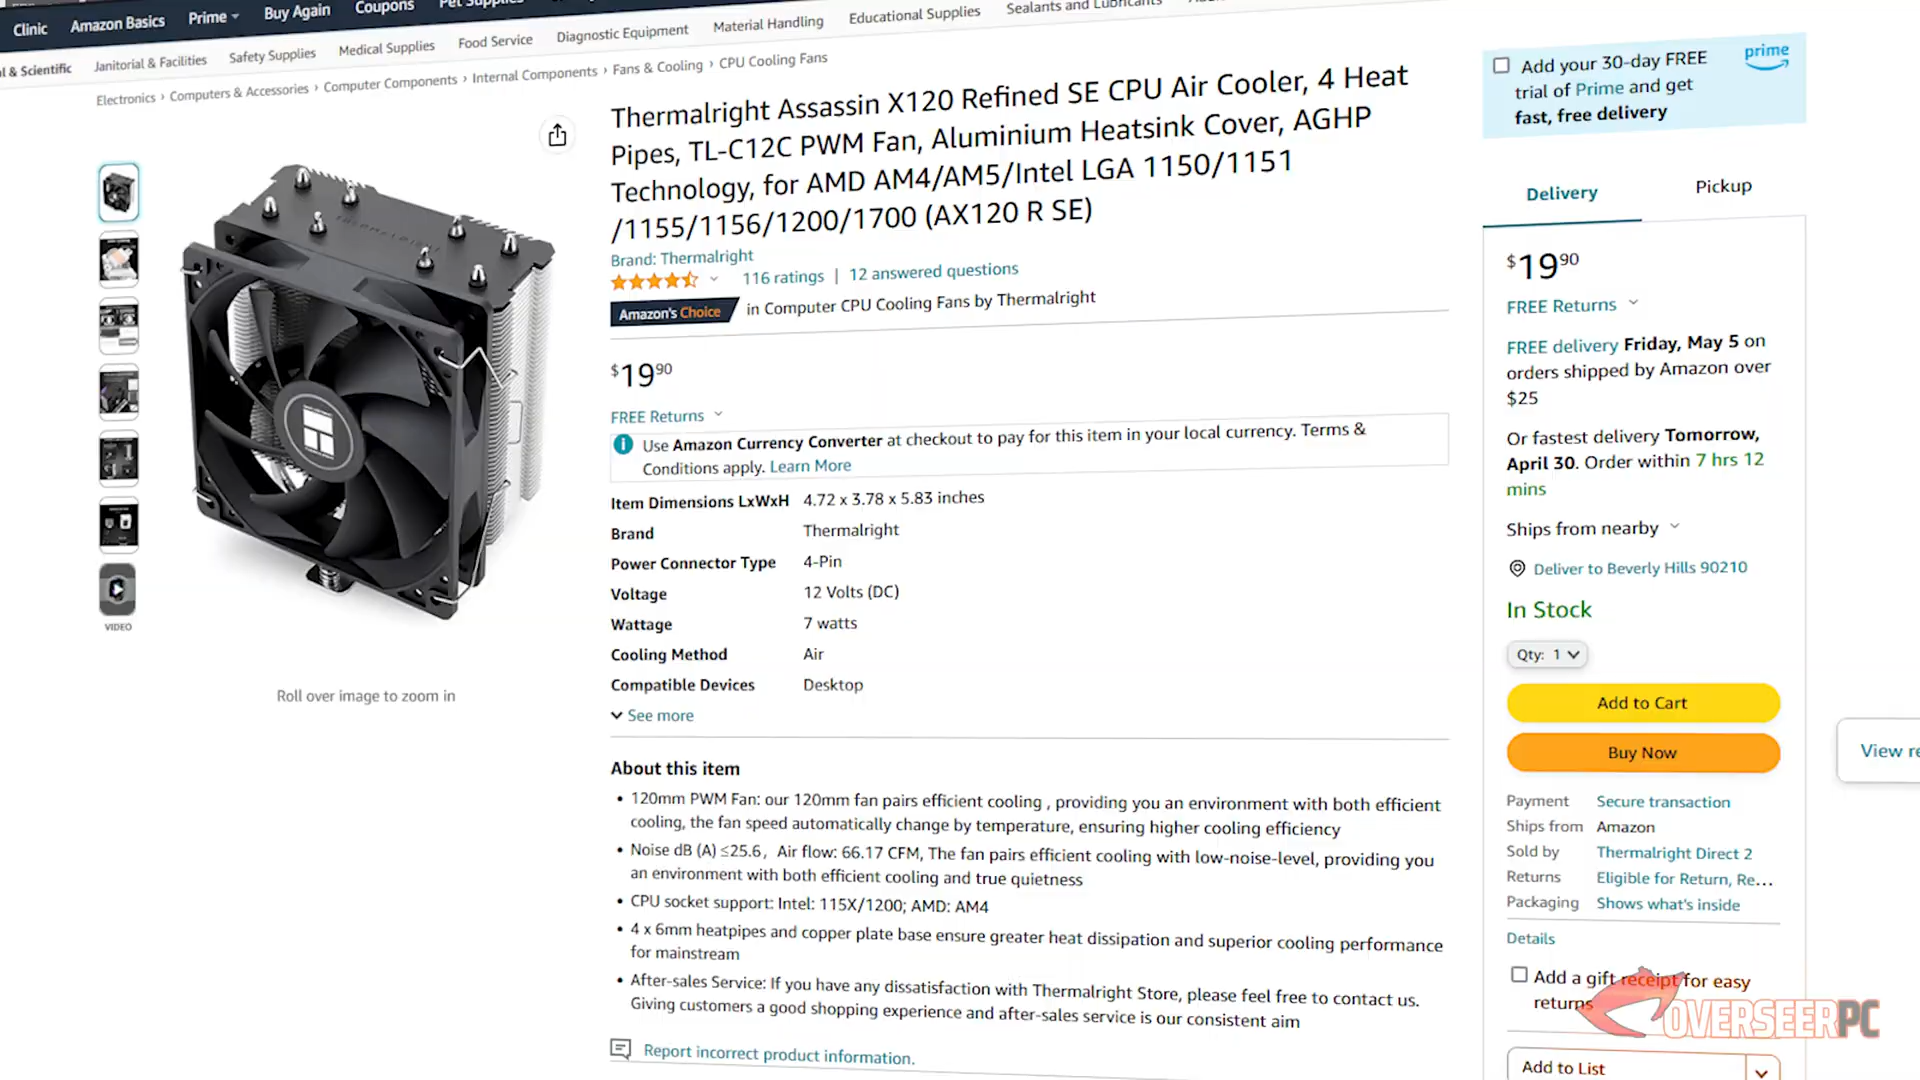 Clinic
Amazon Basics
Prime
Buy Again
Coupons
& Scientific
Janitorial & Facilities
Safety Supplies
Medical Supplies
Food Service
Diagnostic Equipment
Material Handling
Educational Supplies
Sealants and Lubricants
Electronics › Computers & Accessories › Computer Components › Internal Components › Fans & Cooling › CPU Cooling Fans
Thermalright Assassin X120 Refined SE CPU Air Cooler, 4 Heat
Pipes, TL-C12C PWM Fan, Aluminium Heatsink Cover, AGHP
Technology, for AMD AM4/AM5/Intel LGA 1150/1151
/1155/1156/1200/1700 (AX120 R SE)
Brand: Thermalright
116 ratings | 12 answered questions
Amazon's Choice in Computer CPU Cooling Fans by Thermalright
$19.90
FREE Returns
Use Amazon Currency Converter at checkout to pay for this item in your local currency. Terms &
Conditions apply. Learn More
Item Dimensions LxWxH 4.72 x 3.78 x 5.83 inches
Brand Thermalright
Power Connector Type 4-Pin
Voltage 12 Volts (DC)
Wattage 7 watts
Cooling Method Air
Compatible Devices Desktop
See more
About this item
• 120mm PWM Fan: our 120mm fan pairs efficient cooling , providing you an environment with both efficient
cooling, the fan speed automatically change by temperature, ensuring higher cooling efficiency
• Noise dB (A) ≤25.6，Air flow: 66.17 CFM, The fan pairs efficient cooling with low-noise-level, providing you
an environment with both efficient cooling and true quietness
• CPU socket support: Intel: 115X/1200; AMD: AM4
• 4 x 6mm heatpipes and copper plate base ensure greater heat dissipation and superior cooling performance
for mainstream
• After-sales Service: If you have any dissatisfaction with Thermalright Store, please feel free to contact us.
Giving customers a good shopping experience and after-sales service is our consistent aim
Report incorrect product information.
VIDEO
Roll over image to zoom in
Add your 30-day FREE
trial of Prime and get
fast, free delivery
prime
Delivery
Pickup
$19.90
FREE Returns
FREE delivery Friday, May 5 on
orders shipped by Amazon over
$25
Or fastest delivery Tomorrow,
April 30. Order within 7 hrs 12
mins
Ships from nearby
Deliver to Beverly Hills 90210
In Stock
Qty: 1
Add to Cart
Buy Now
Payment Secure transaction
Ships from Amazon
Sold by Thermalright Direct 2
Returns Eligible for Return, Re...
Packaging Shows what's inside
Details
Add a gift receipt for easy
returns
Add to List
View
OVERSEERPC